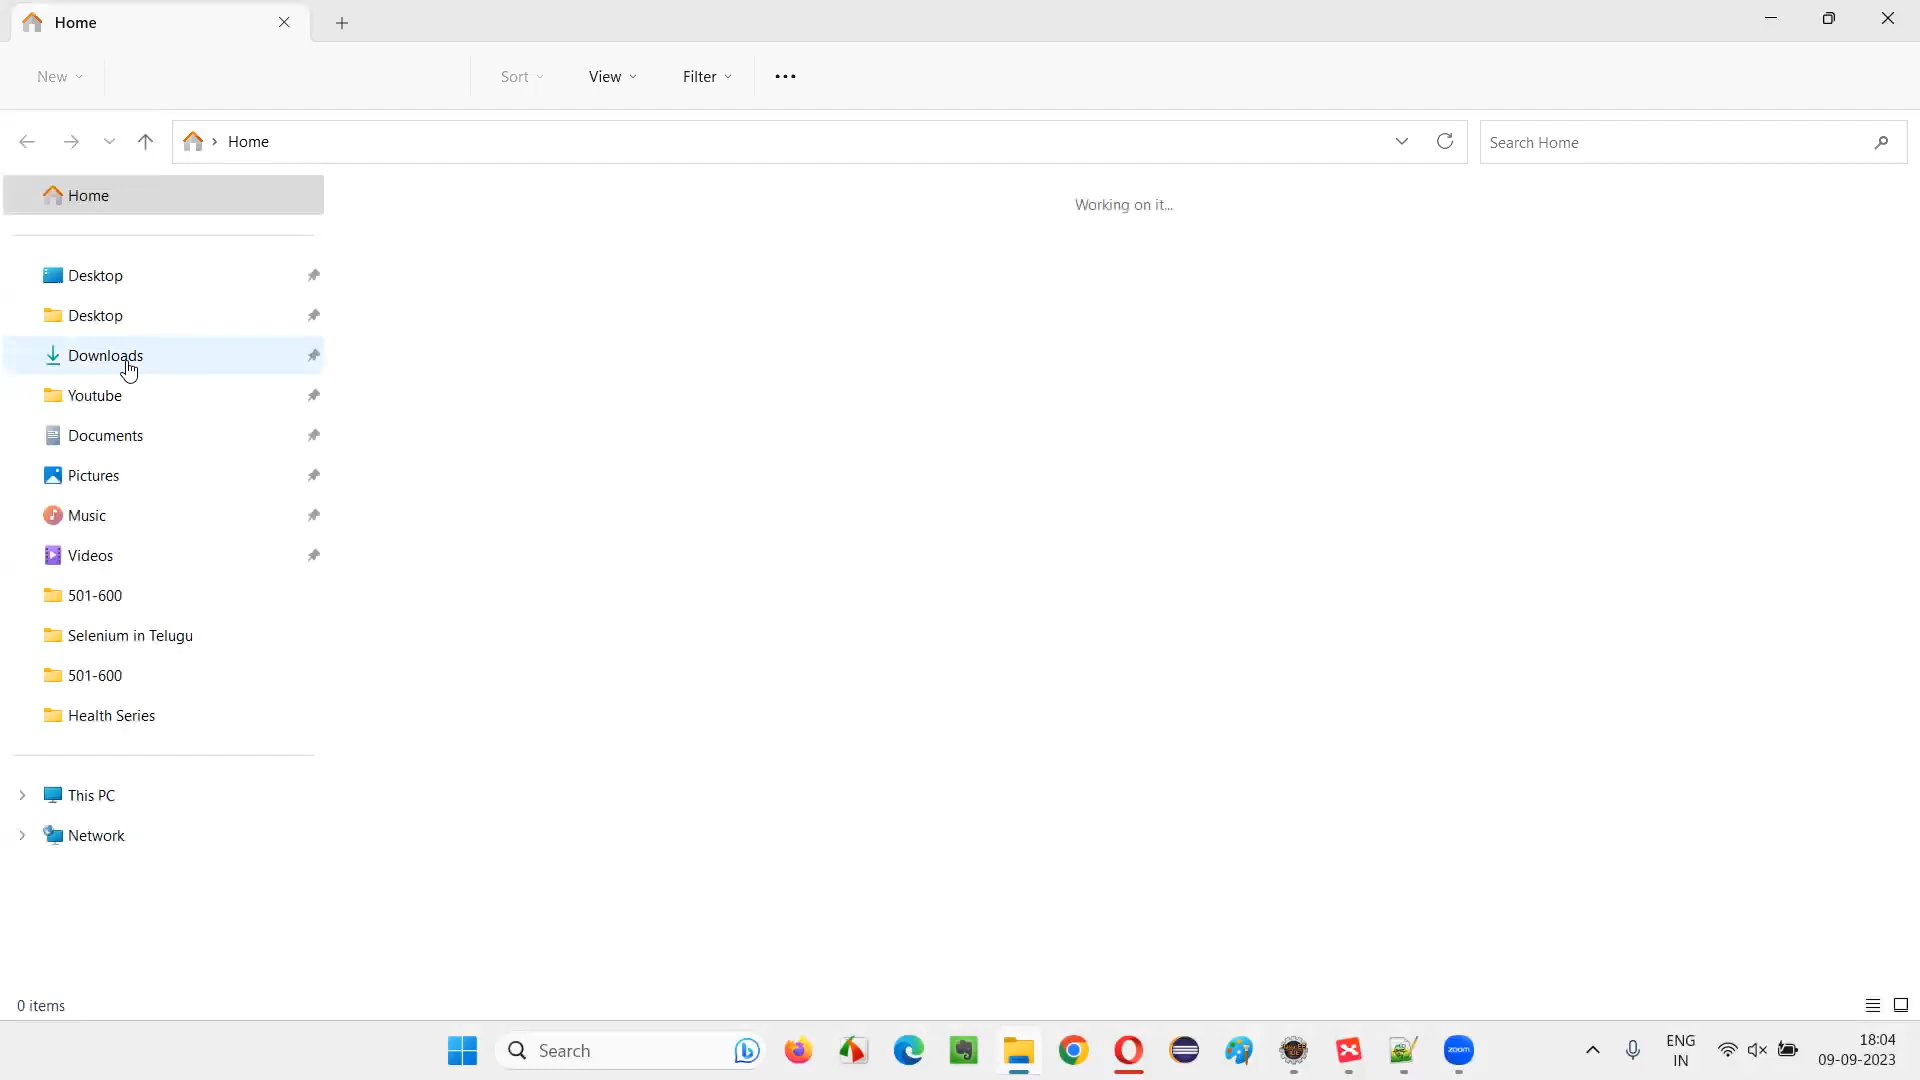 Home
New
Sort
View
Filter
Home
Search Home
Home
Working on it...
Desktop
Desktop
Downloads
Youtube
Documents
Pictures
Music
Videos
501-600
Selenium in Telugu
501-600
Health Series
This PC
Network
0 items
Search
zoom
ENG
IN
18:04
09-09-2023